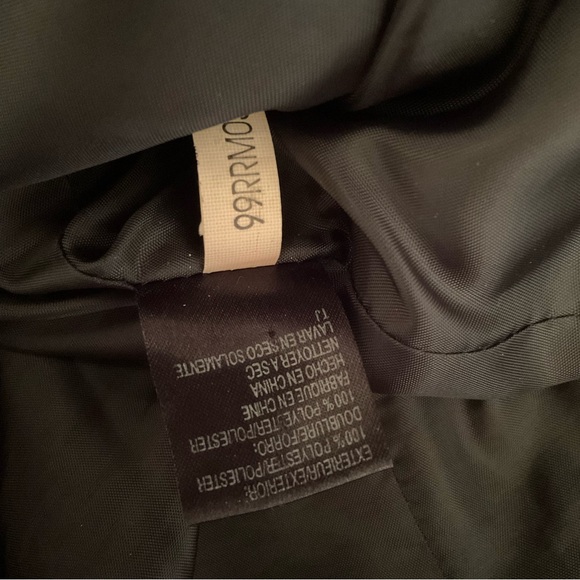 99RRMOS
EXTERIEUR/EXTERIOR:
100% POLYESTER/POLIESTER
DOUBLURE/FORRO:
100% POLYESTER/POLIESTER
FABRIQUE EN CHINE
HECHO EN CHINA
NETTOYER A SEC
LAVAR EN SECO SOLAMENTE
TJ